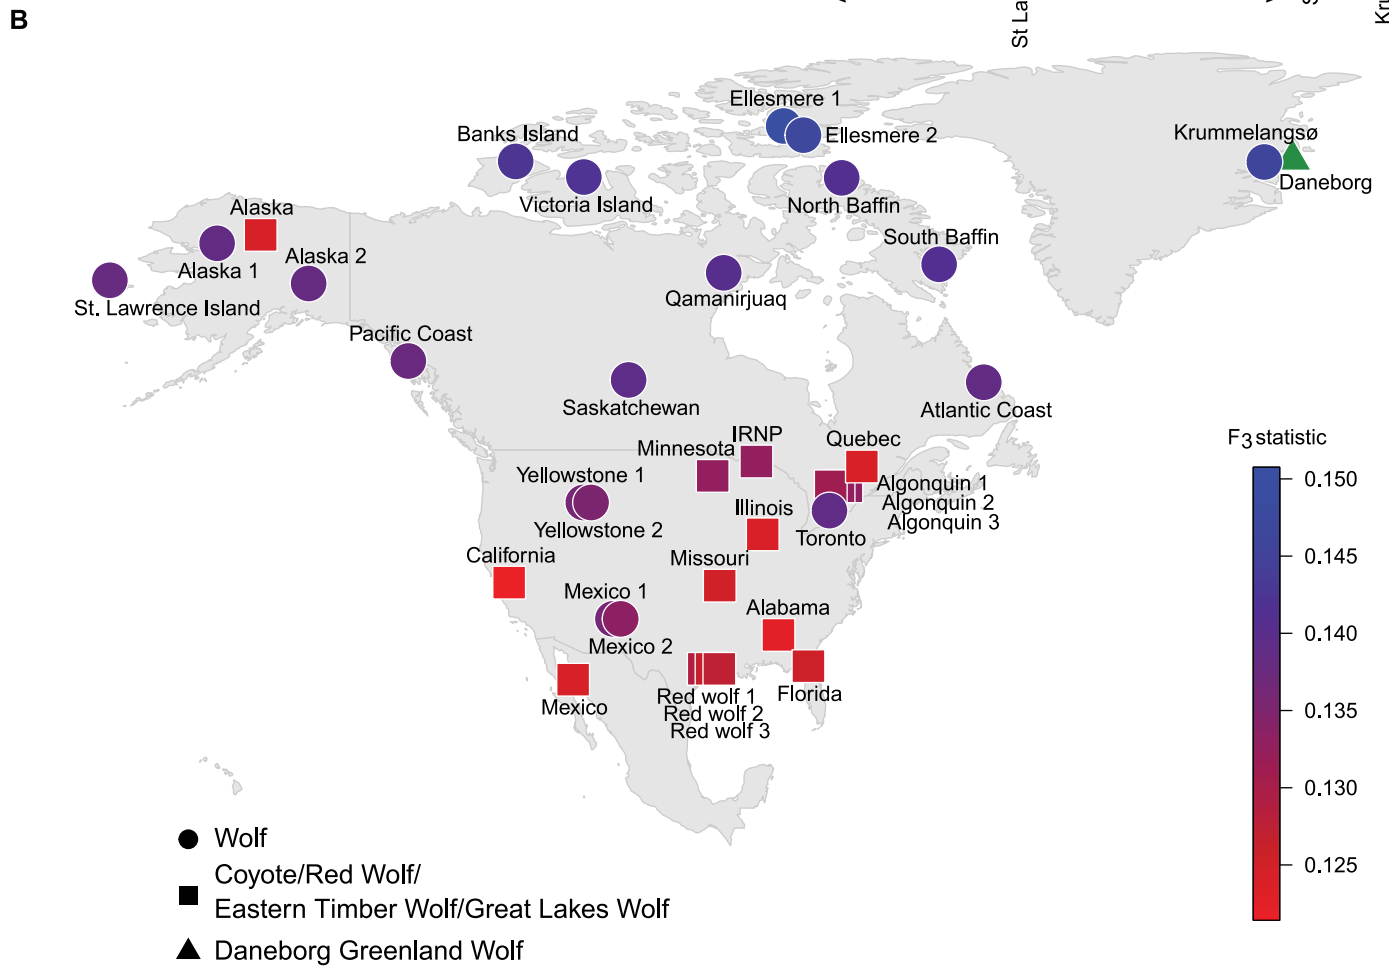 B
St La
Ellesmere 1
Ellesmere 2
Banks Island
Victoria Island
North Baffin
Krummelangsø
Daneborg
Alaska
Alaska 1
Alaska 2
St. Lawrence Island
South Baffin
Qamanirjuaq
Pacific Coast
Saskatchewan
Atlantic Coast
IRNP
Minnesota
Quebec
Algonquin 1
Algonquin 2
Algonquin 3
Yellowstone 1
Yellowstone 2
Illinois
Toronto
California
Missouri
Mexico 1
Mexico 2
Alabama
Mexico
Red wolf 1
Red wolf 2
Red wolf 3
Florida
F3 statistic
0.150
0.145
0.140
0.135
0.130
0.125
Wolf
Coyote/Red Wolf/
Eastern Timber Wolf/Great Lakes Wolf
Daneborg Greenland Wolf